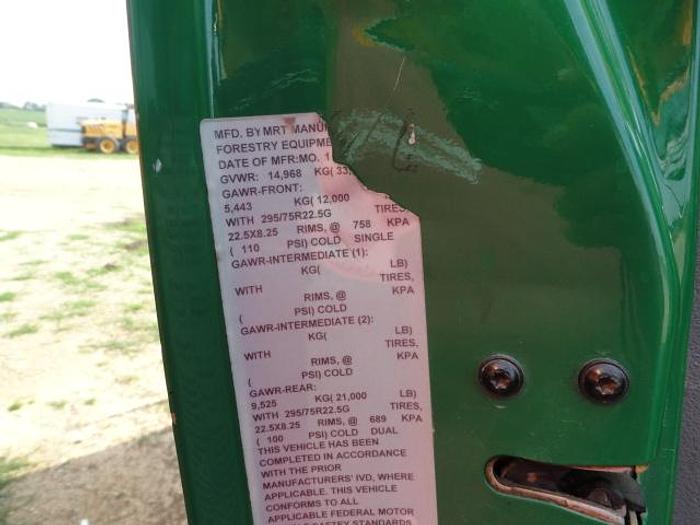 MFD. BY MRT MANU
FORESTRY EQUIPME
DATE OF MFR:MO. 1
GVWR: 14,968 KG( 33,
GAWR-FRONT:
5,443 KG( 12,000 LB)
WITH 295/75R22.5G TIRES,
22.5X8.25 RIMS, @ 758 KPA
( 110 PSI) COLD SINGLE
GAWR-INTERMEDIATE (1):
KG( LB)
WITH TIRES,
RIMS, @ KPA
( PSI) COLD
GAWR-INTERMEDIATE (2):
KG( LB)
WITH TIRES,
RIMS, @ KPA
( PSI) COLD
GAWR-REAR:
9,525 KG( 21,000 LB)
WITH 295/75R22.5G TIRES,
22.5X8.25 RIMS, @ 689 KPA
( 100 PSI) COLD DUAL
THIS VEHICLE HAS BEEN
COMPLETED IN ACCORDANCE
WITH THE PRIOR
MANUFACTURERS' IVD, WHERE
APPLICABLE. THIS VEHICLE
CONFORMS TO ALL
APPLICABLE FEDERAL MOTOR
STANDARDS